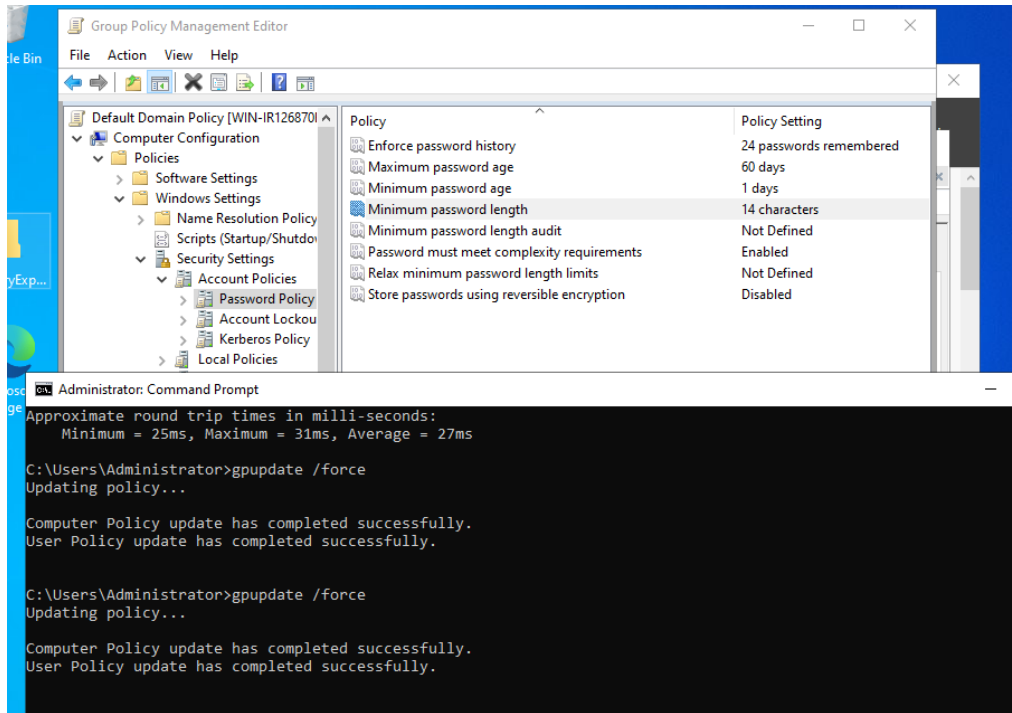 Group Policy Management Editor
cle Bin
File Action View Help
Default Domain Policy [WIN-IR126870
Computer Configuration
Policies
Software Settings
Windows Settings
Name Resolution Policy
Scripts (Startup/Shutdo
Security Settings
Account Policies
Password Policy
Account Lockou
Kerberos Policy
Local Policies
Policy Policy Setting
Enforce password history 24 passwords remembered
Maximum password age 60 days
Minimum password age 1 days
Minimum password length 14 characters
Minimum password length audit Not Defined
Password must meet complexity requirements Enabled
Relax minimum password length limits Not Defined
Store passwords using reversible encryption Disabled
yExp...
osc
ge
Administrator: Command Prompt
Approximate round trip times in milli-seconds:
Minimum = 25ms, Maximum = 31ms, Average = 27ms
C:\Users\Administrator>gpupdate /force
Updating policy...
Computer Policy update has completed successfully.
User Policy update has completed successfully.
C:\Users\Administrator>gpupdate /force
Updating policy...
Computer Policy update has completed successfully.
User Policy update has completed successfully.